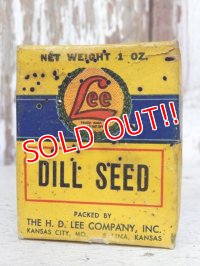 NET WEIGHT 1 OZ.
Lee
SOLD OUT!!
DILL SEED
PACKED BY
THE H. D. LEE COMPANY, INC.
KANSAS CITY, MO. KANSAS